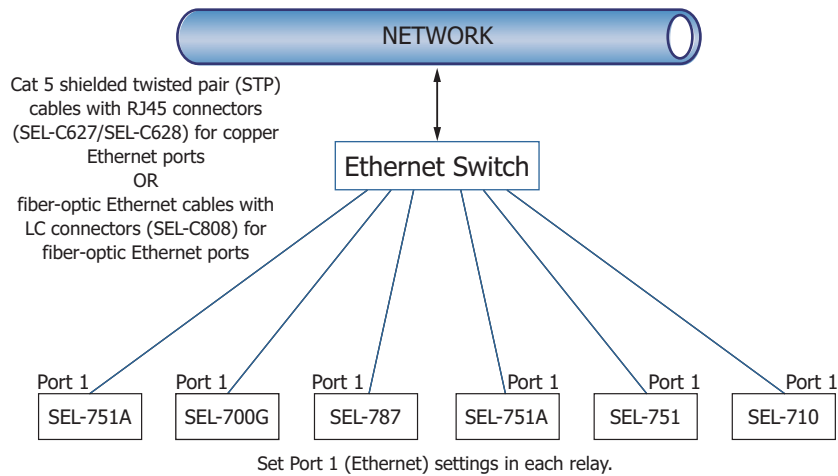 NETWORK
Cat 5 shielded twisted pair (STP)
cables with RJ45 connectors
(SEL-C627/SEL-C628) for copper
Ethernet ports
OR
fiber-optic Ethernet cables with
LC connectors (SEL-C808) for
fiber-optic Ethernet ports
Ethernet Switch
Port 1 Port 1 Port 1 Port 1 Port 1 Port 1
SEL-751A SEL-700G SEL-787 SEL-751A SEL-751 SEL-710
Set Port 1 (Ethernet) settings in each relay.